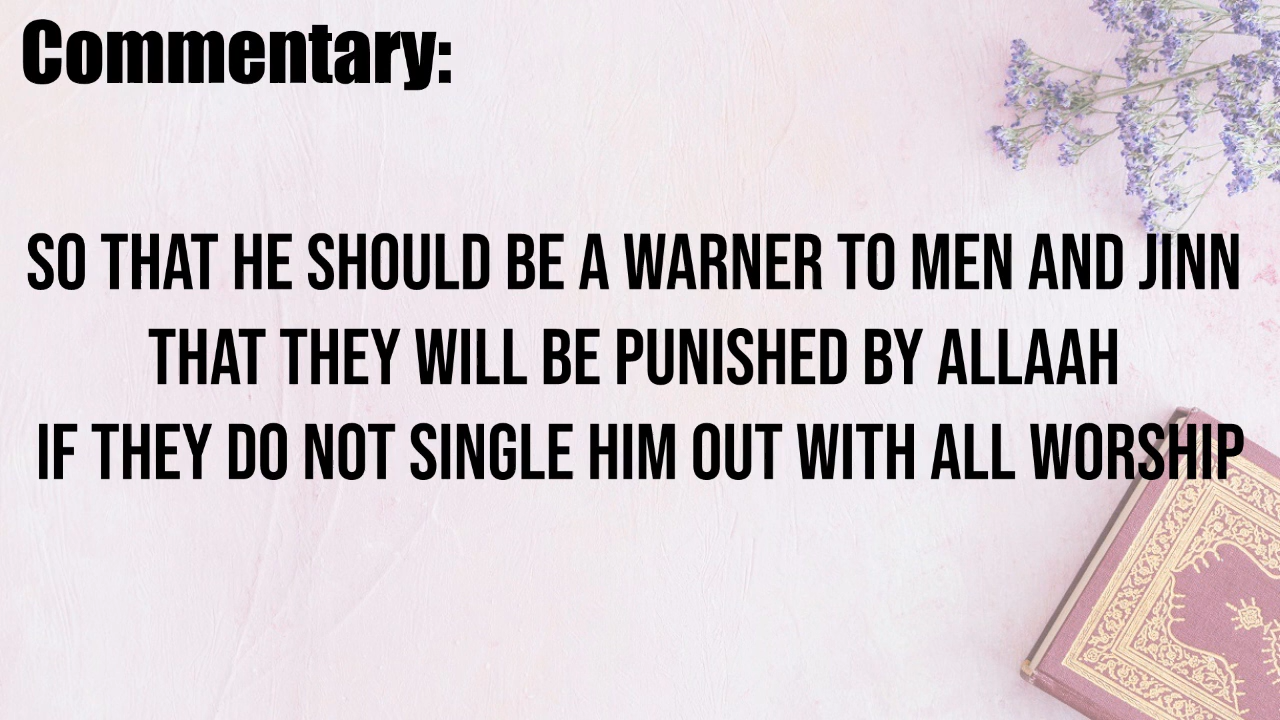 Commentary:
SO THAT HE SHOULD BE A WARNER TO MEN AND JINN
THAT THEY WILL BE PUNISHED BY ALLAAH
IF THEY DO NOT SINGLE HIM OUT WITH ALL WORSHIP